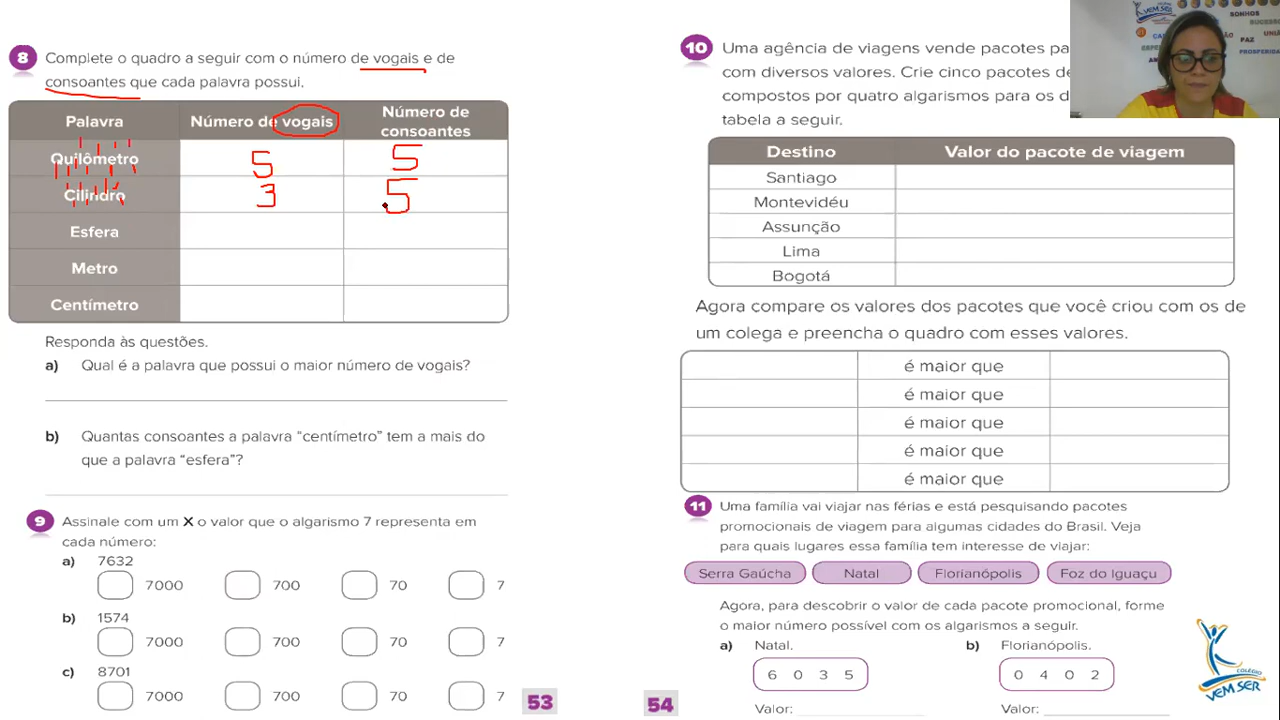 8 Complete o quadro a seguir com o número de vogais e de
consoantes que cada palavra possui.
Palavra Número de vogais Número de consoantes
Quilômetro 5 5
Cilindro 3 5
Esfera
Metro
Centímetro
Responda às questões.
a) Qual é a palavra que possui o maior número de vogais?
b) Quantas consoantes a palavra “centímetro” tem a mais do
que a palavra “esfera”?
9 Assinale com um X o valor que o algarismo 7 representa em
cada número:
a) 7632
7000 700 70 7
b) 1574
7000 700 70 7
c) 8701
7000 700 70 7
53
10 Uma agência de viagens vende pacotes
com diversos valores. Crie cinco pacotes
compostos por quatro algarismos para os
tabela a seguir.
Destino Valor do pacote de viagem
Santiago
Montevidéu
Assunção
Lima
Bogotá
Agora compare os valores dos pacotes que você criou com os de
um colega e preencha o quadro com esses valores.
é maior que
é maior que
é maior que
é maior que
é maior que
11 Uma família vai viajar nas férias e está pesquisando pacotes
promocionais de viagem para algumas cidades do Brasil. Veja
para quais lugares essa família tem interesse de viajar:
Serra Gaúcha Natal Florianópolis Foz do Iguaçu
Agora, para descobrir o valor de cada pacote promocional, forme
o maior número possível com os algarismos a seguir.
a) Natal. b) Florianópolis.
6 0 3 5 0 4 0 2
Valor: Valor:
54
COLÉGIO
VEM SER
VEM SER
SONHOS
PAZ